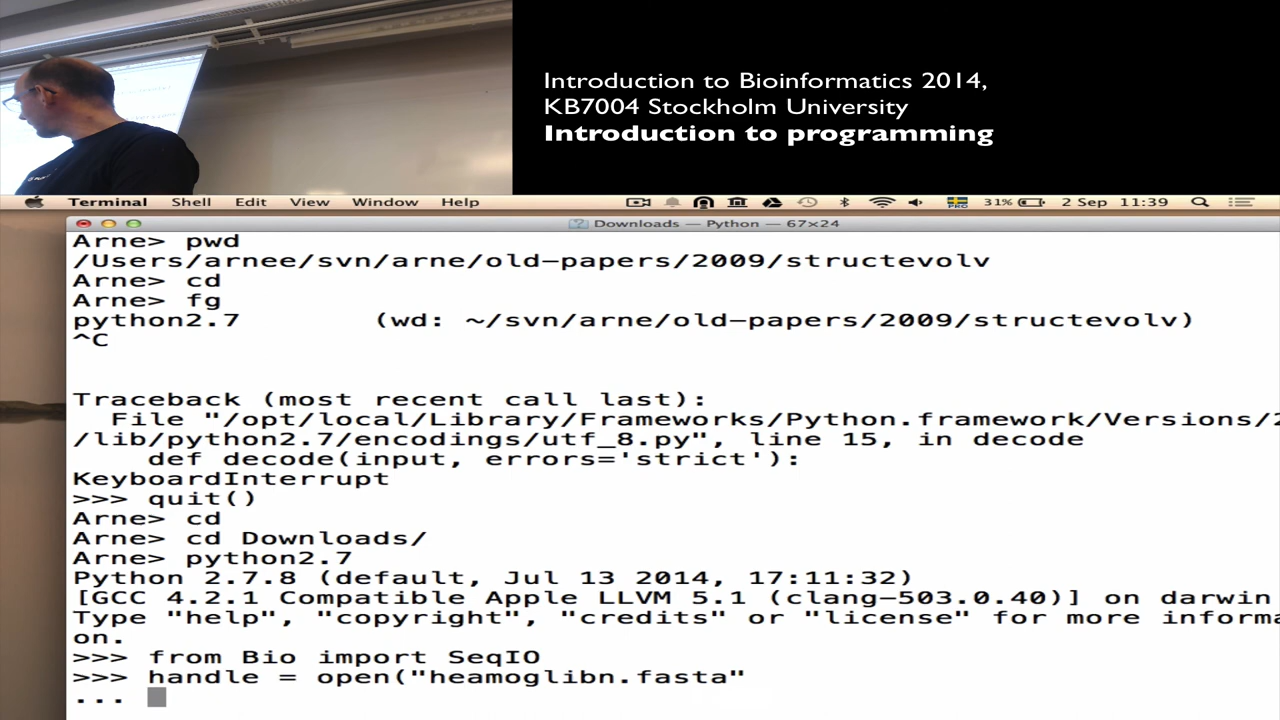 Introduction to Bioinformatics 2014,
KB7004 Stockholm University
Introduction to programming
Terminal Shell Edit View Window Help 31% PRO 2 Sep 11:39
Downloads — Python — 67×24
Arne> pwd
/Users/arnee/svn/arne/old-papers/2009/structevolv
Arne> cd
Arne> fg
python2.7 (wd: ~/svn/arne/old-papers/2009/structevolv)
^C
Traceback (most recent call last):
File "/opt/local/Library/Frameworks/Python.framework/Versions/2
/lib/python2.7/encodings/utf_8.py", line 15, in decode
def decode(input, errors='strict'):
KeyboardInterrupt
>>> quit()
Arne> cd
Arne> cd Downloads/
Arne> python2.7
Python 2.7.8 (default, Jul 13 2014, 17:11:32)
[GCC 4.2.1 Compatible Apple LLVM 5.1 (clang-503.0.40)] on darwin
Type "help", "copyright", "credits" or "license" for more informa
on.
>>> from Bio import SeqIO
>>> handle = open("heamoglibn.fasta"
...